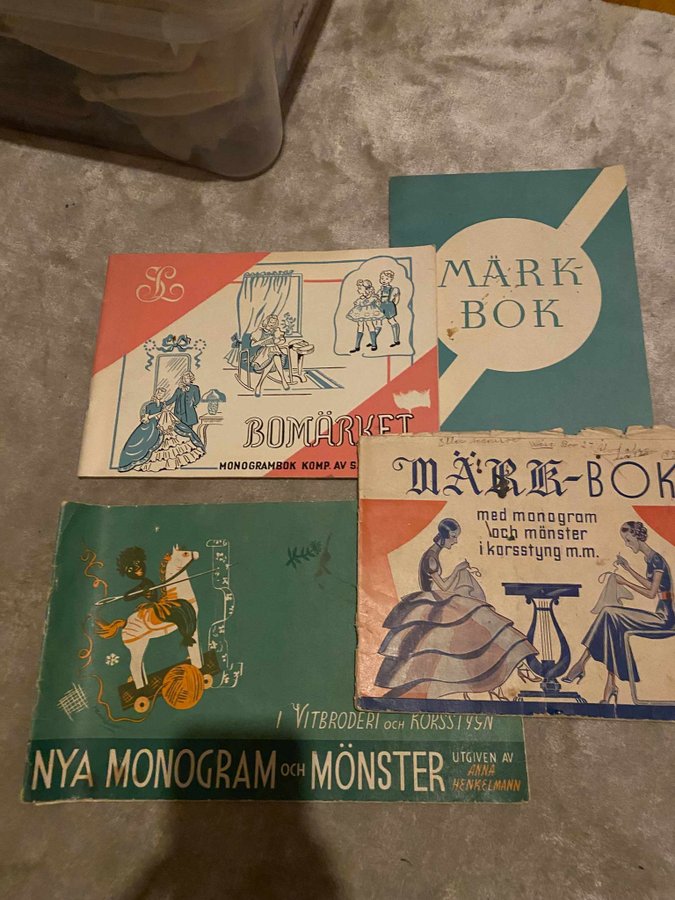 MÄRK-
BOK
SL
BOMÄRKET
MONOGRAMBOK KOMP. AV S.
MÄRK-BOK
med monogram
och mönster
i korsstyng m.m.
I VITBRODERI OCH KORSSTYGN
NYA MONOGRAM OCH MÖNSTER
UTGIVEN AV
ANNA
HENKELMANN